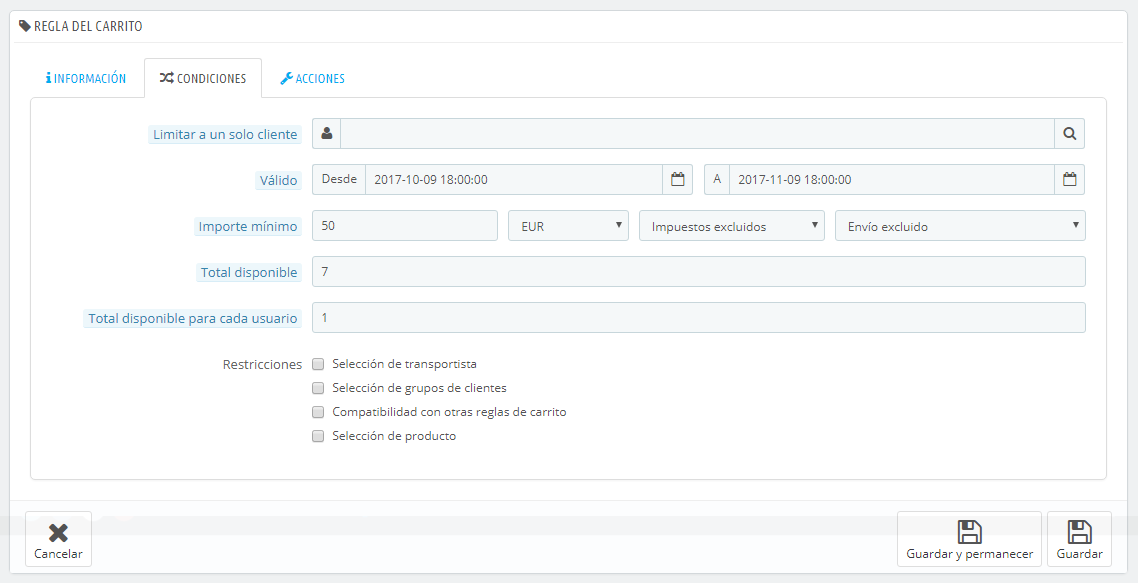 REGLA DEL CARRITO
INFORMACIÓN CONDICIONES ACCIONES
Limitar a un solo cliente
Válido Desde 2017-10-09 18:00:00 A 2017-11-09 18:00:00
Importe mínimo 50 EUR Impuestos excluidos Envío excluido
Total disponible 7
Total disponible para cada usuario 1
Restricciones Selección de transportista
Selección de grupos de clientes
Compatibilidad con otras reglas de carrito
Selección de producto
Cancelar Guardar y permanecer Guardar